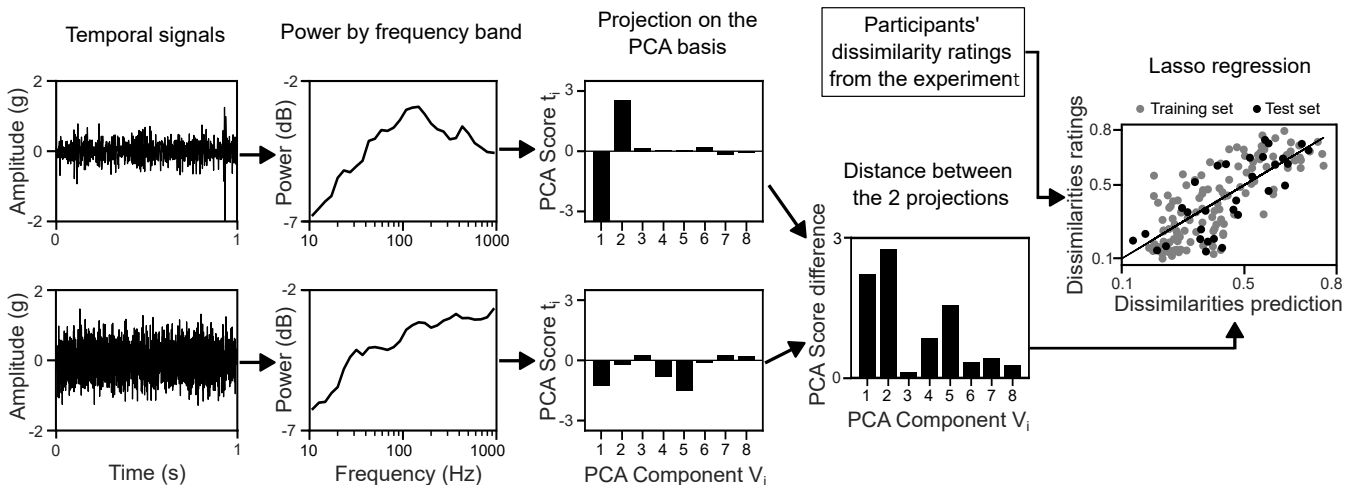 Temporal signals
Amplitude (g)
2
0
-2
0
1
Amplitude (g)
2
0
-2
0
1
Time (s)
Power by frequency band
Power (dB)
-2
-7
10
100
1000
Power (dB)
-2
-7
10
100
1000
Frequency (Hz)
Projection on the
PCA basis
PCA Score ti
3
0
-3
1 2 3 4 5 6 7 8
PCA Score ti
3
0
-3
1 2 3 4 5 6 7 8
PCA Component Vi
Participants'
dissimilarity ratings
from the experiment
Distance between
the 2 projections
PCA Score difference
3
0
1 2 3 4 5 6 7 8
PCA Component Vi
Lasso regression
Training set
Test set
Dissimilarities ratings
0.8
0.5
0.1
0.1
0.5
0.8
Dissimilarities prediction